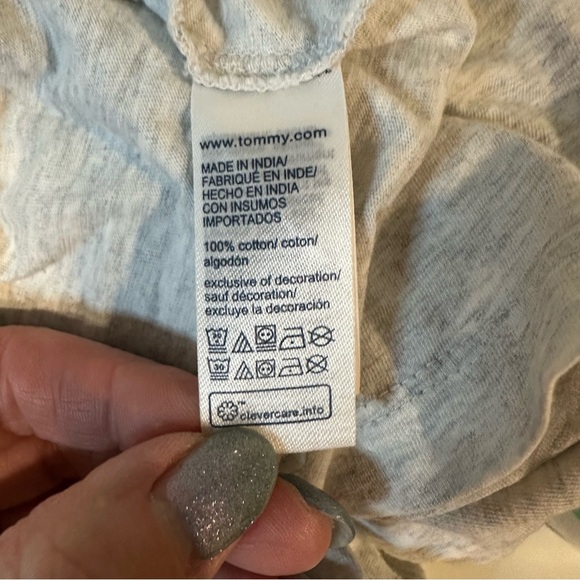 www.tommy.com
MADE IN INDIA/
FABRIQUÉ EN INDE/
HECHO EN INDIA
CON INSUMOS
IMPORTADOS
100% cotton/ coton/
algodón
exclusive of decoration/
sauf décoration/
excluye la decoración
30
clevercare.info